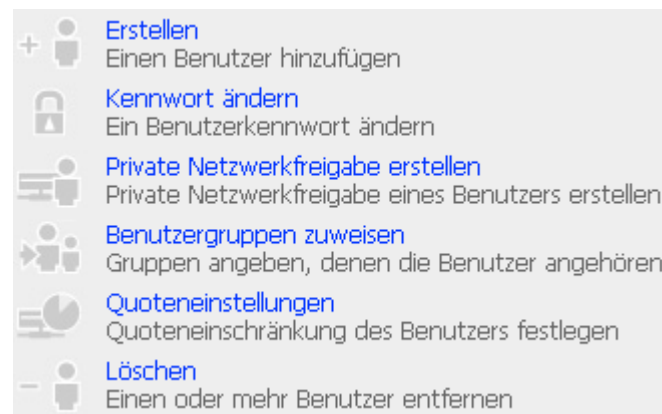 Erstellen
Einen Benutzer hinzufügen
Kennwort ändern
Ein Benutzerkennwort ändern
Private Netzwerkfreigabe erstellen
Private Netzwerkfreigabe eines Benutzers erstellen
Benutzergruppen zuweisen
Gruppen angeben, denen die Benutzer angehören
Quoteneinstellungen
Quoteneinschränkung des Benutzers festlegen
Löschen
Einen oder mehr Benutzer entfernen